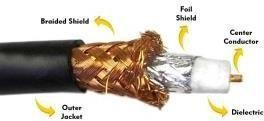 Braided Shield
Foil
Shield
Center
Conductor
Outer
Jacket
Dielectric